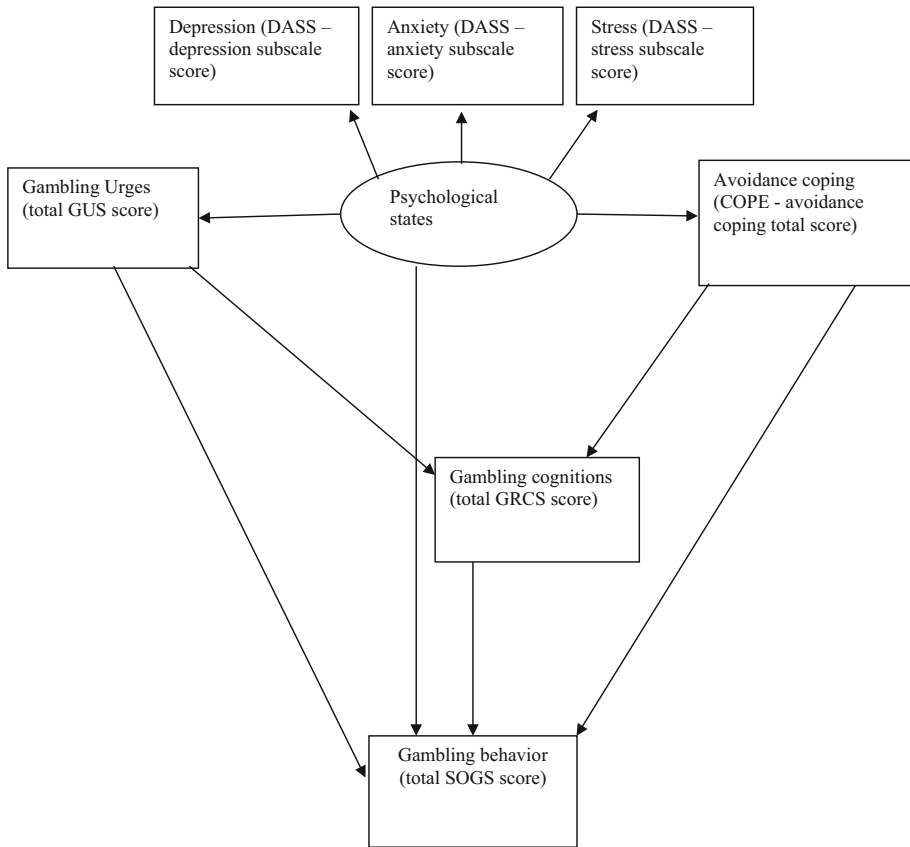 Depression (DASS –
depression subscale
score)
Anxiety (DASS –
anxiety subscale
score)
Stress (DASS –
stress subscale
score)
Gambling Urges
(total GUS score)
Psychological
states
Avoidance coping
(COPE - avoidance
coping total score)
Gambling cognitions
(total GRCS score)
Gambling behavior
(total SOGS score)